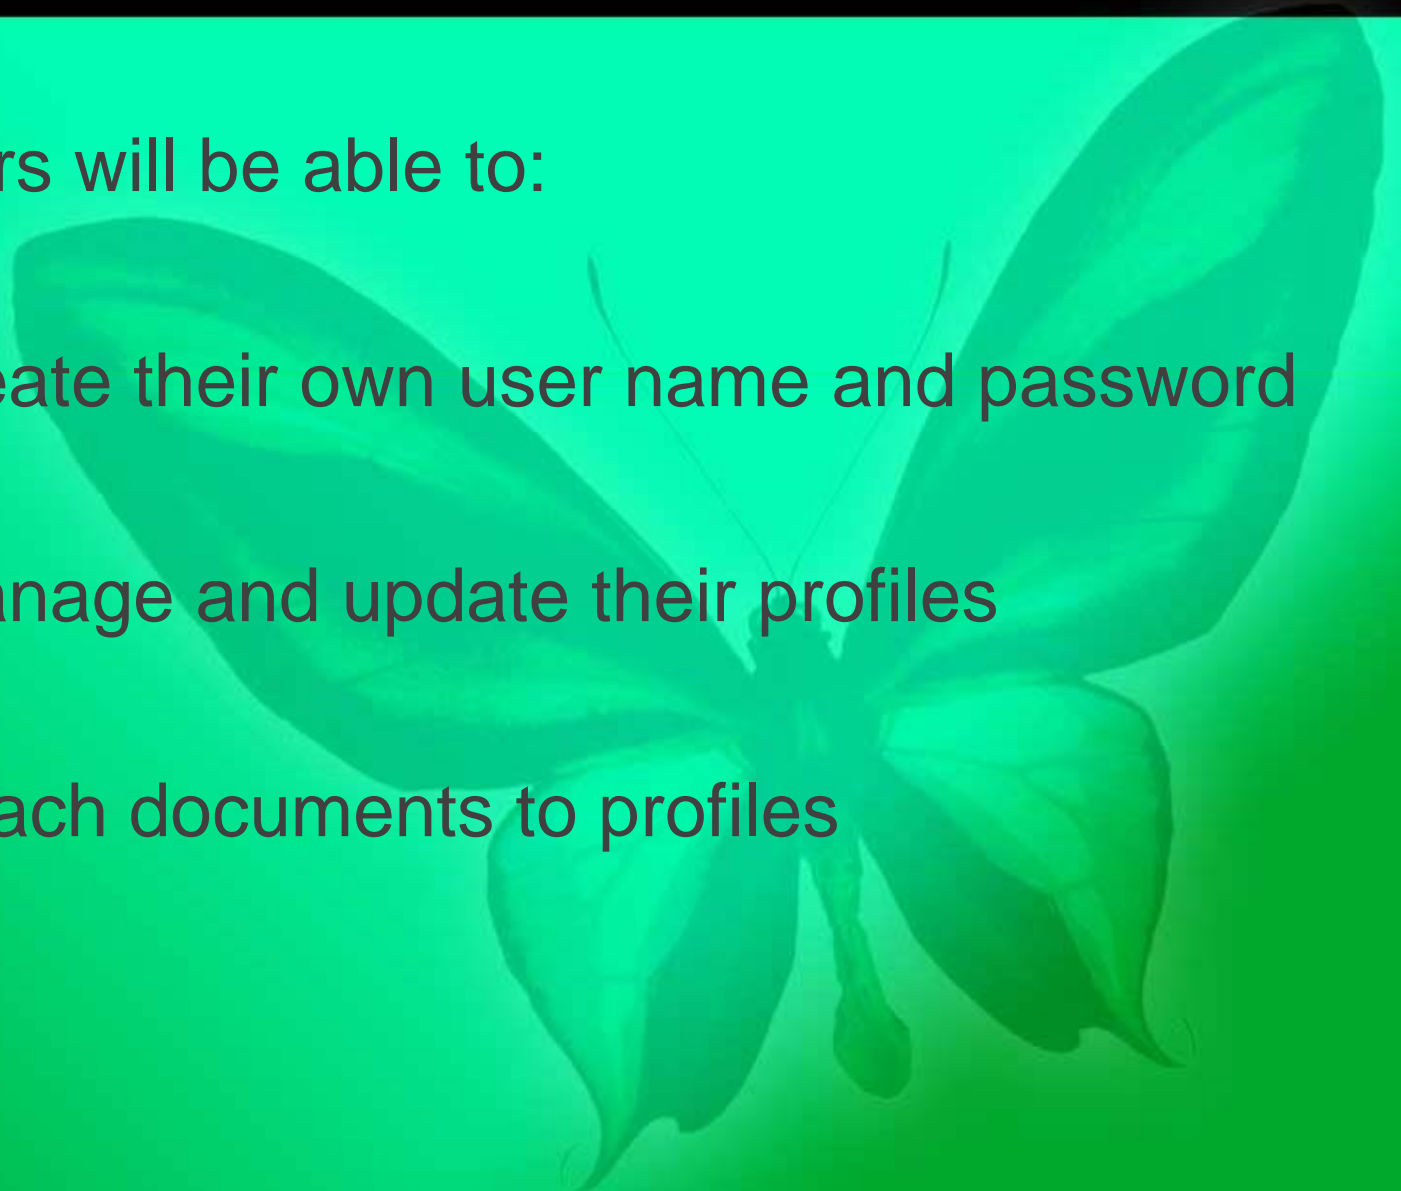 rs will be able to:
eate their own user name and password
anage and update their profiles
ach documents to profiles